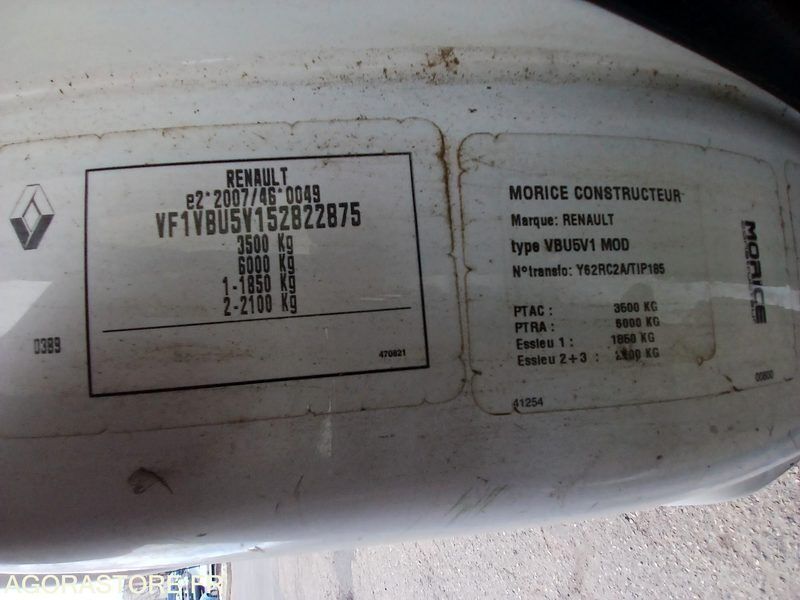 RENAULT
e2*2007/46*0049
VF1VBU5V152822875
3500 Kg
6000 Kg
1-1850 Kg
2-2100 Kg
0389
470821
MORICE CONSTRUCTEUR
Marque: RENAULT
type VBU5V1 MOD
N° transfo: Y62RC2A/TIP185
PTAC : 3500 KG
PTRA : 6000 KG
Essieu 1 : 1850 KG
Essieu 2+3 : KG
41254
00800
MORICE
AGORASTORE.FR